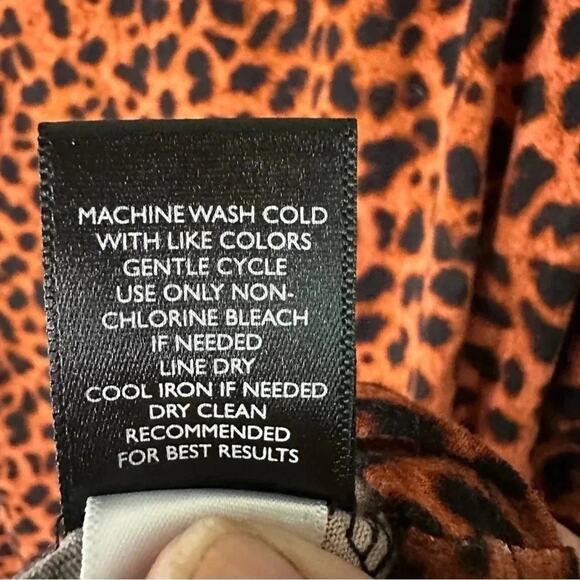 MACHINE WASH COLD
WITH LIKE COLORS
GENTLE CYCLE
USE ONLY NON-
CHLORINE BLEACH
IF NEEDED
LINE DRY
COOL IRON IF NEEDED
DRY CLEAN
RECOMMENDED
FOR BEST RESULTS